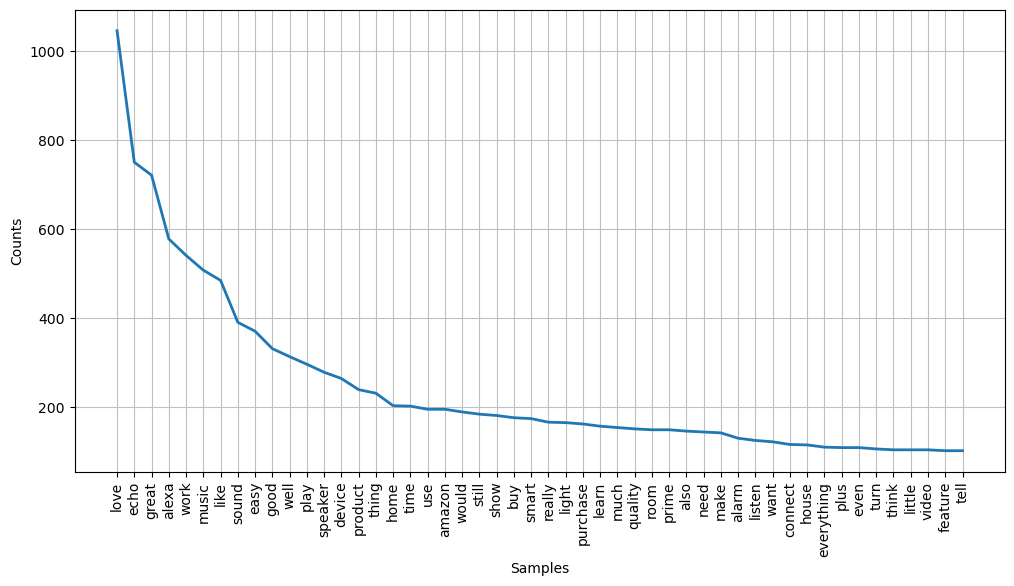 1000
800
600
400
200
Counts
love
echo
great
alexa
work
music
like
sound
easy
good
well
play
speaker
device
product
thing
home
time
use
amazon
would
still
show
buy
smart
really
light
purchase
learn
much
quality
room
prime
also
need
make
alarm
listen
want
connect
house
everything
plus
even
turn
think
little
video
feature
tell
Samples